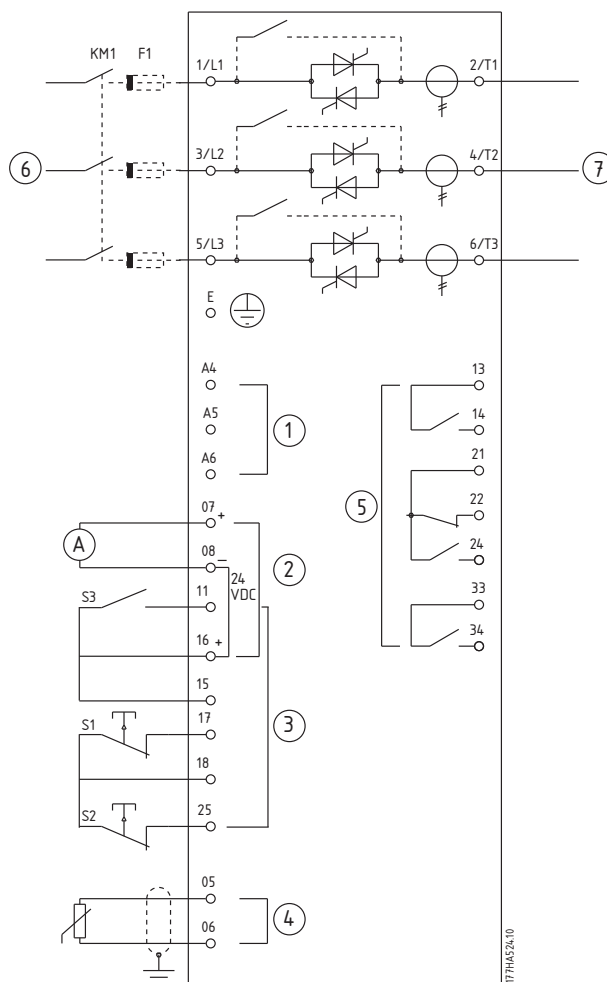 KM1 F1 1/L1 2/T1
6 3/L2 4/T2 7
5/L3 6/T3
E
A4 13
A5 1 14
A6 21
5 22
07 + 24
A 08 − 2
24 VDC
S3 11 33
16 + 34
15
S1 17 3
18
S2 25
05
4
06
177HA524.10